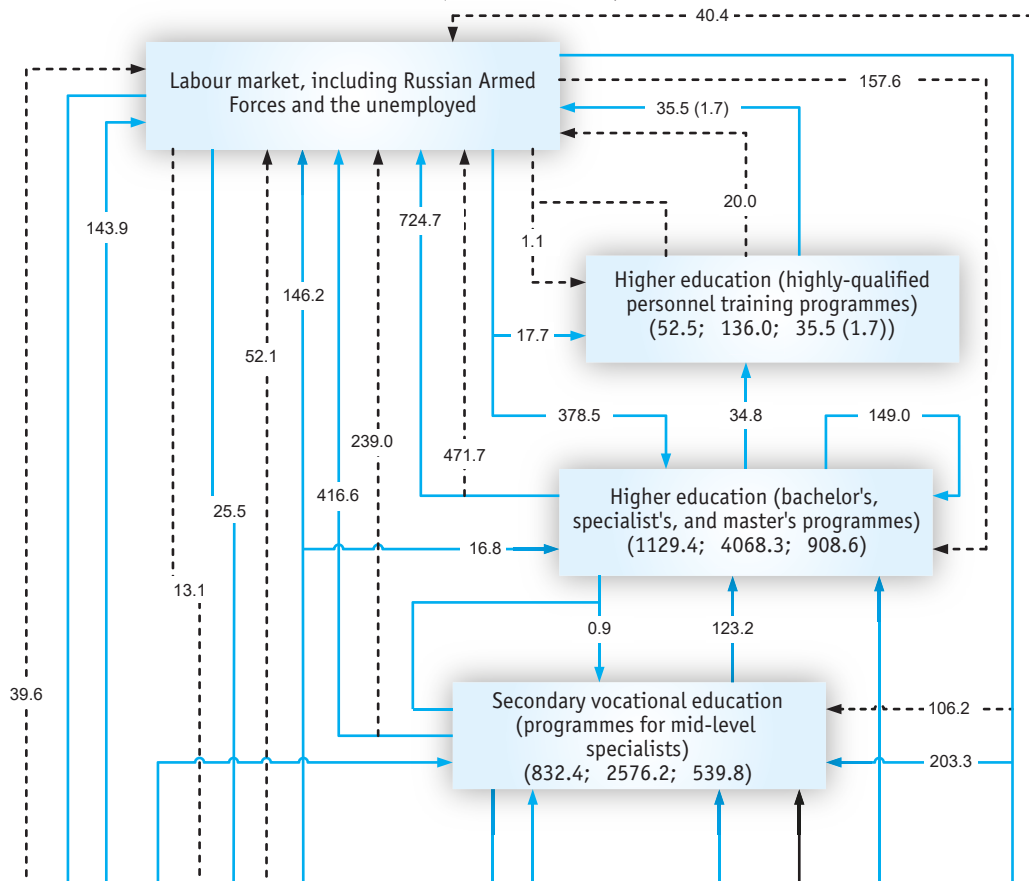 40.4
Labour market, including Russian Armed
Forces and the unemployed
157.6
35.5 (1.7)
143.9
724.7
1.1
20.0
146.2
Higher education (highly-qualified
personnel training programmes)
(52.5; 136.0; 35.5 (1.7))
17.7
52.1
378.5
34.8
149.0
239.0
471.7
416.6
25.5
Higher education (bachelor's,
specialist's, and master's programmes)
(1129.4; 4068.3; 908.6)
16.8
13.1
0.9
123.2
39.6
Secondary vocational education
(programmes for mid-level
specialists)
(832.4; 2576.2; 539.8)
106.2
203.3